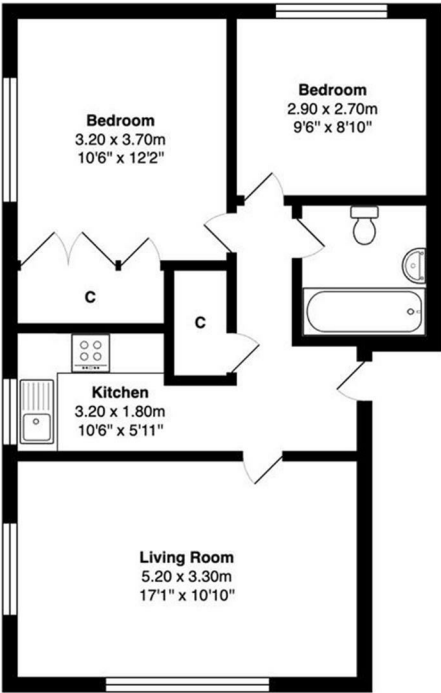 Bedroom
3.20 x 3.70m
10'6" x 12'2"
Bedroom
2.90 x 2.70m
9'6" x 8'10"
C
C
Kitchen
3.20 x 1.80m
10'6" x 5'11"
Living Room
5.20 x 3.30m
17'1" x 10'10"